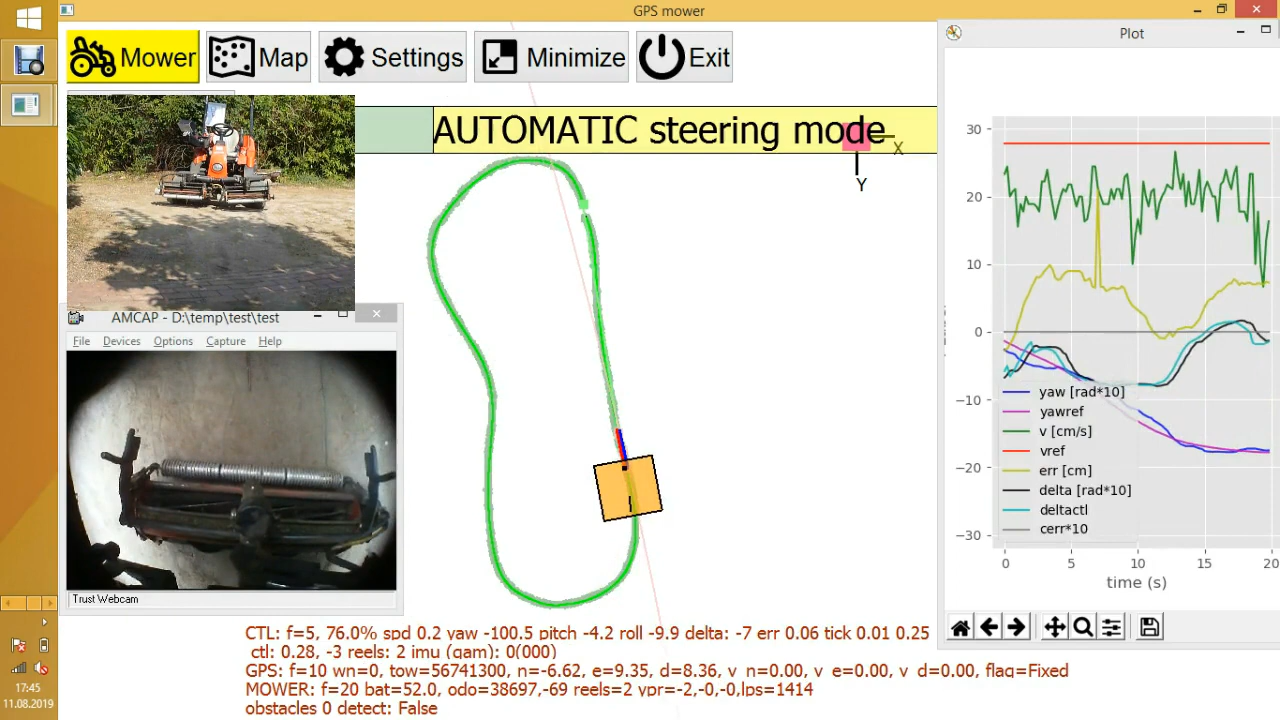 GPS mower
Mower
Map
Settings
Minimize
Exit
AUTOMATIC steering mode
X
Y
AMCAP - D:\temp\test\test
File Devices Options Capture Help
Trust Webcam
Plot
30
20
10
0
−10
−20
−30
yaw [rad*10]
yawref
v [cm/s]
vref
err [cm]
delta [rad*10]
deltactl
cerr*10
0 5 10 15 20
time (s)
CTL: f=5, 76.0% spd 0.2 yaw -100.5 pitch -4.2 roll -9.9 delta: -7 err 0.06 tick 0.01 0.25
ctl: 0.28, -3 reels: 2 imu (gam): 0(000)
GPS: f=10 wn=0, tow=56741300, n=-6.62, e=9.35, d=8.36, v_n=0.00, v_e=0.00, v_d=0.00, flag=Fixed
MOWER: f=20 bat=52.0, odo=38697,-69 reels=2 ypr=-2,-0,-0,lps=1414
obstacles 0 detect: False
17:45
11.08.2019